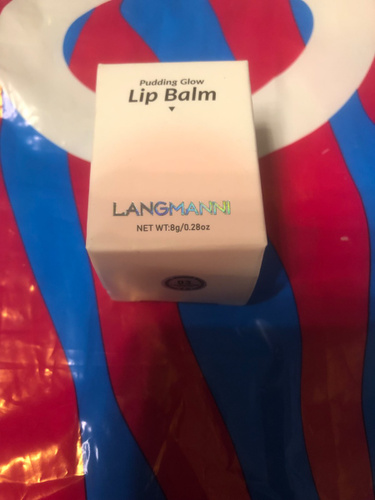 Pudding Glow
Lip Balm
LANGMANNI
NET WT:8g/0.28oz